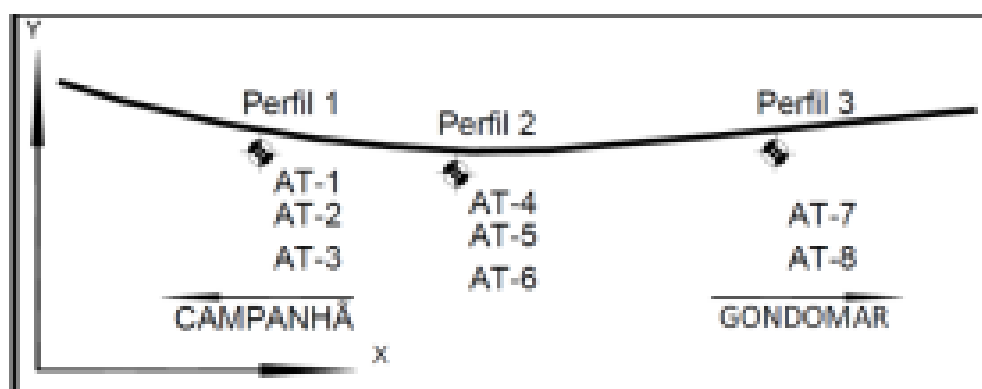 Y
Perfil 1
Perfil 2
Perfil 3
AT-1
AT-2
AT-3
AT-4
AT-5
AT-6
AT-7
AT-8
CAMPANHÃ
GONDOMAR
X